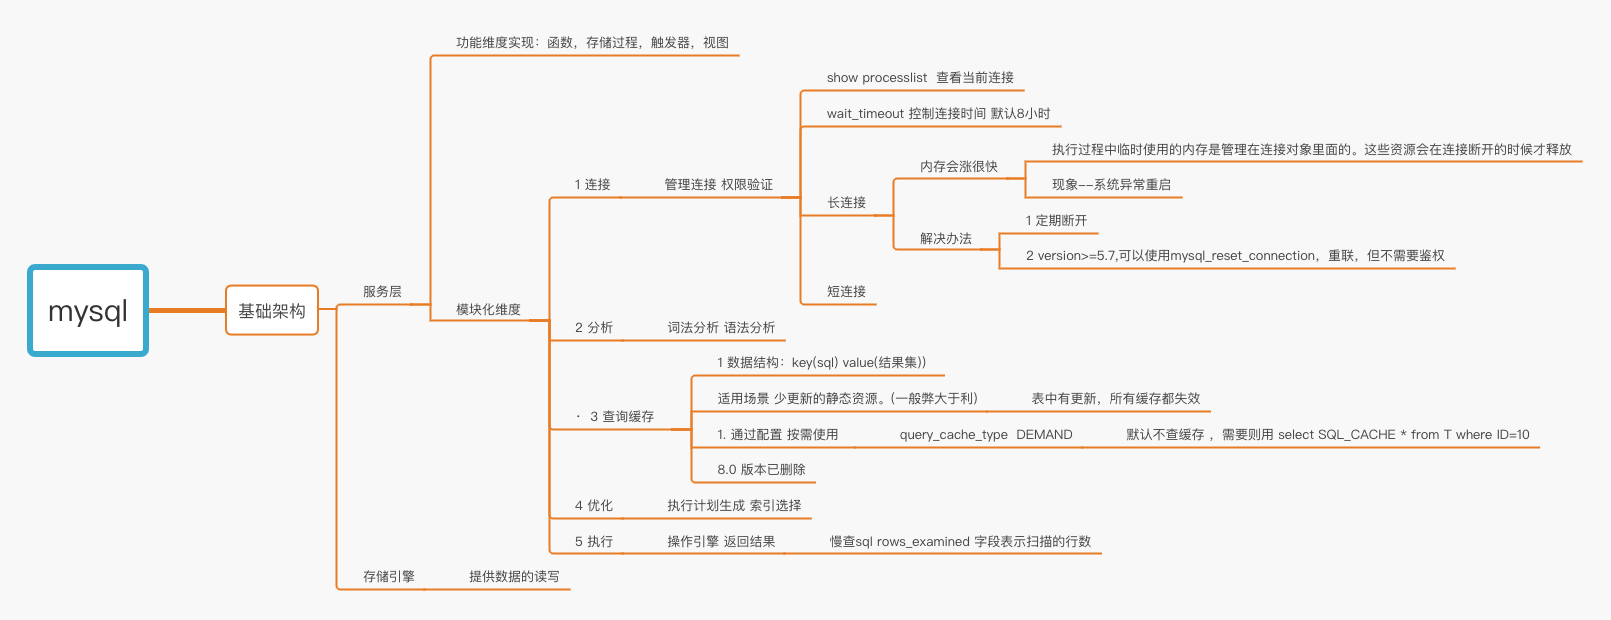 mysql
基础架构
服务层
功能维度实现：函数，存储过程，触发器，视图
模块化维度
1 连接
管理连接 权限验证
show processlist 查看当前连接
wait_timeout 控制连接时间 默认8小时
长连接
内存会涨很快
执行过程中临时使用的内存是管理在连接对象里面的。这些资源会在连接断开的时候才释放
现象--系统异常重启
解决办法
1 定期断开
2 version>=5.7,可以使用mysql_reset_connection，重联，但不需要鉴权
短连接
2 分析
词法分析 语法分析
· 3 查询缓存
1 数据结构：key(sql) value(结果集))
适用场景 少更新的静态资源。(一般弊大于利)
表中有更新，所有缓存都失效
1. 通过配置 按需使用
query_cache_type DEMAND
默认不查缓存 ，需要则用 select SQL_CACHE * from T where ID=10
8.0 版本已删除
4 优化
执行计划生成 索引选择
5 执行
操作引擎 返回结果
慢查sql rows_examined 字段表示扫描的行数
存储引擎
提供数据的读写